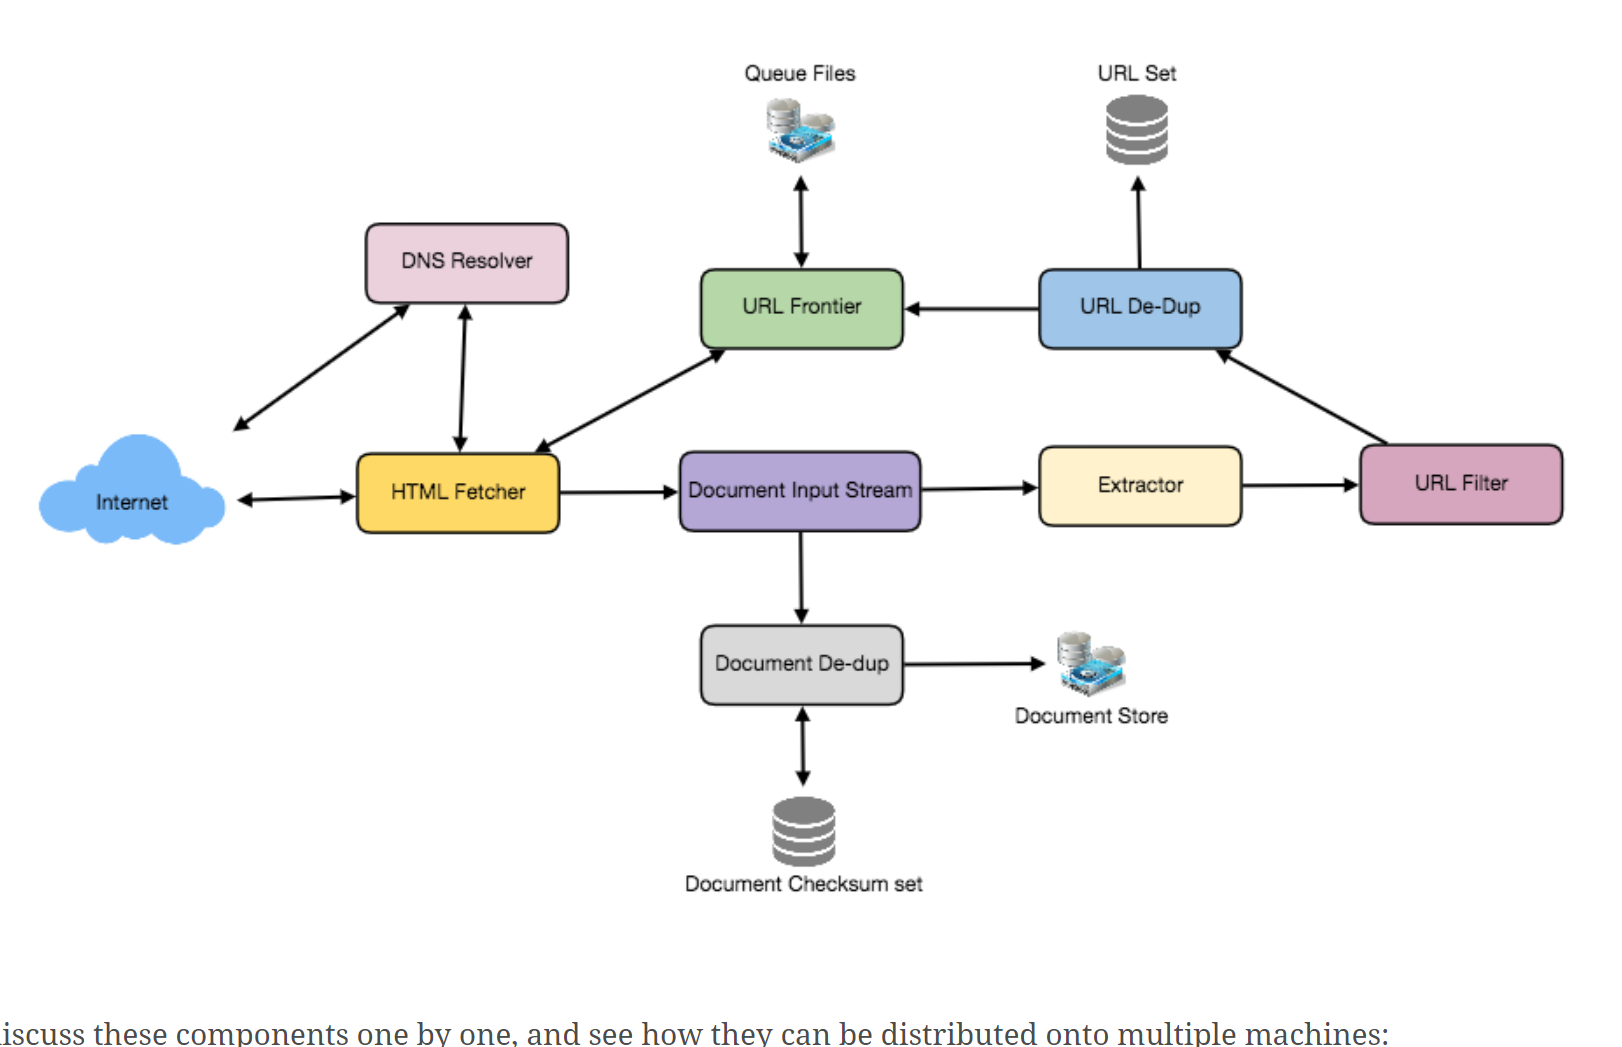 Queue Files
URL Set
DNS Resolver
URL Frontier
URL De-Dup
Internet
HTML Fetcher
Document Input Stream
Extractor
URL Filter
Document De-dup
Document Store
Document Checksum set
iscuss these components one by one, and see how they can be distributed onto multiple machines: